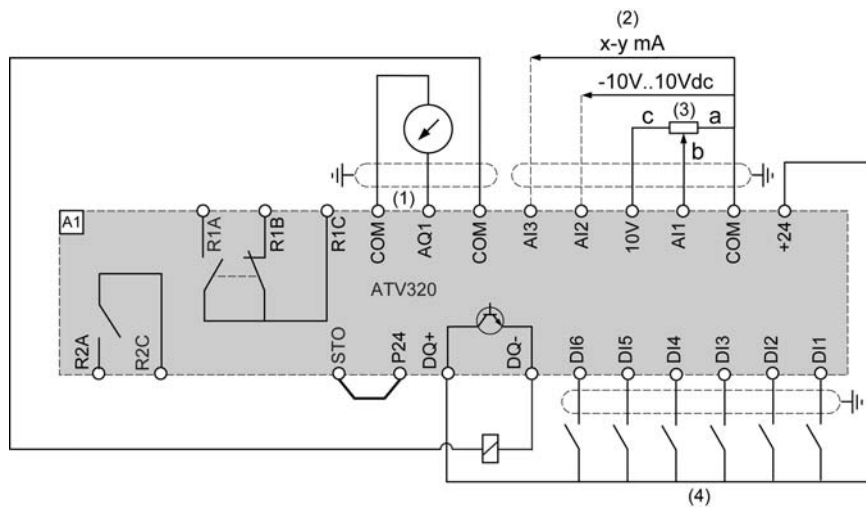 (2)
x-y mA
-10V..10Vdc
c (3) a
b
(1)
A1
R1A R1B R1C COM AQ1 COM AI3 AI2 10V AI1 COM +24
ATV320
R2A R2C STO P24 DQ+ DQ- DI6 DI5 DI4 DI3 DI2 DI1
(4)